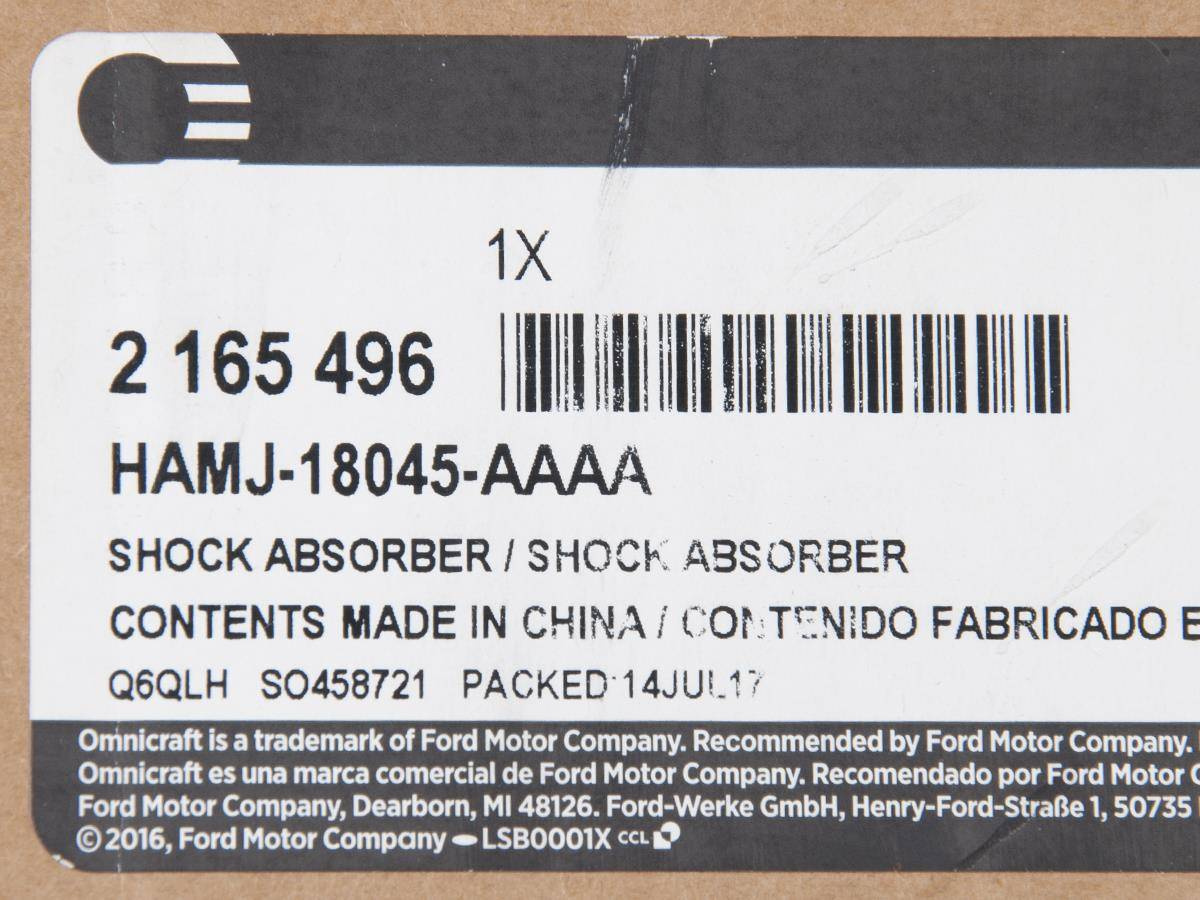 1X
2 165 496
HAMJ-18045-AAAA
SHOCK ABSORBER / SHOCK ABSORBER
CONTENTS MADE IN CHINA / CONTENIDO FABRICADO E
Q6QLH SO458721 PACKED 14JUL17
Omnicraft is a trademark of Ford Motor Company. Recommended by Ford Motor Company.
Omnicraft es una marca comercial de Ford Motor Company. Recomendado por Ford Motor C
Ford Motor Company, Dearborn, MI 48126. Ford-Werke GmbH, Henry-Ford-Straße 1, 50735
© 2016, Ford Motor Company LSB0001X CCL